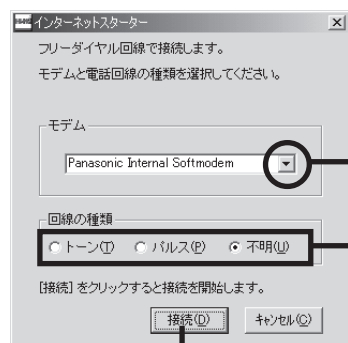 インターネットスターター
フリーダイヤル回線で接続します。
モデムと電話回線の種類を選択してください。
モデム
Panasonic Internal Softmodem
回線の種類
トーン(T) パルス(P) 不明(U)
[接続] をクリックすると接続を開始します。
接続(D) キャンセル(C)